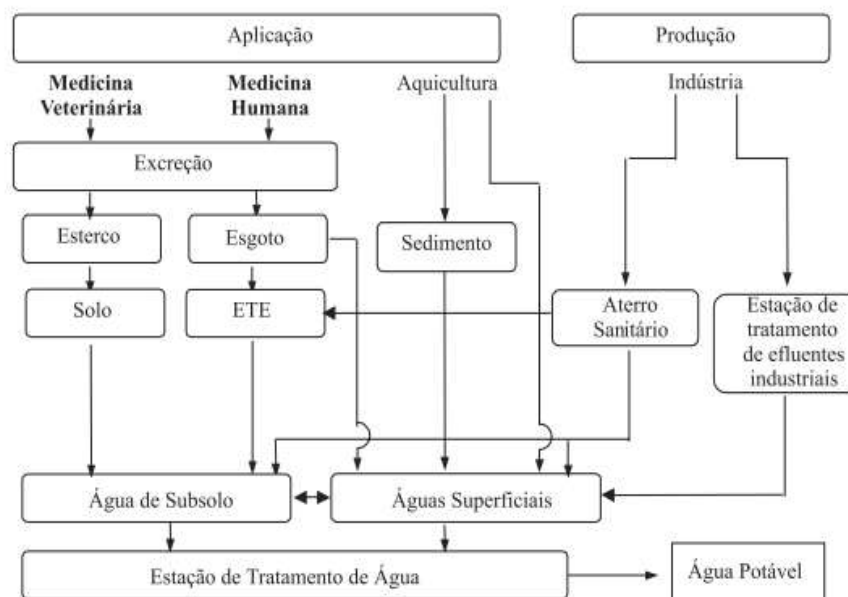 Aplicação
Produção
Medicina
Veterinária
Medicina
Humana
Aquicultura
Indústria
Excreção
Esterco
Esgoto
Sedimento
Solo
ETE
Aterro
Sanitário
Estação de
tratamento
de efluentes
industriais
Água de Subsolo
Águas Superficiais
Estação de Tratamento de Água
Água Potável